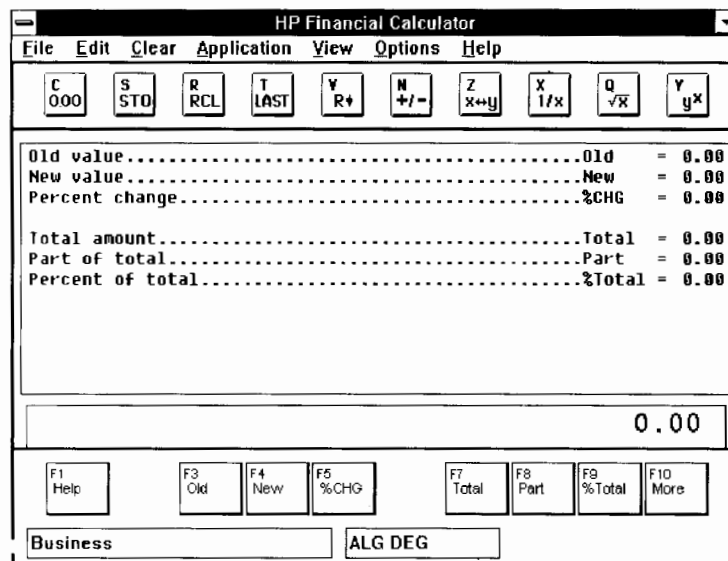 HP Financial Calculator
File Edit Clear Application View Options Help
C S R T V N Z X Q Y
0.00 STO RCL LAST R↓ +/- x↔y 1/x √x yˣ
Old value..................................................Old = 0.00
New value..................................................New = 0.00
Percent change.............................................%CHG = 0.00
Total amount...............................................Total = 0.00
Part of total..............................................Part = 0.00
Percent of total...........................................%Total = 0.00
0.00
F1 F3 F4 F5 F7 F8 F9 F10
Help Old New %CHG Total Part %Total More
Business ALG DEG